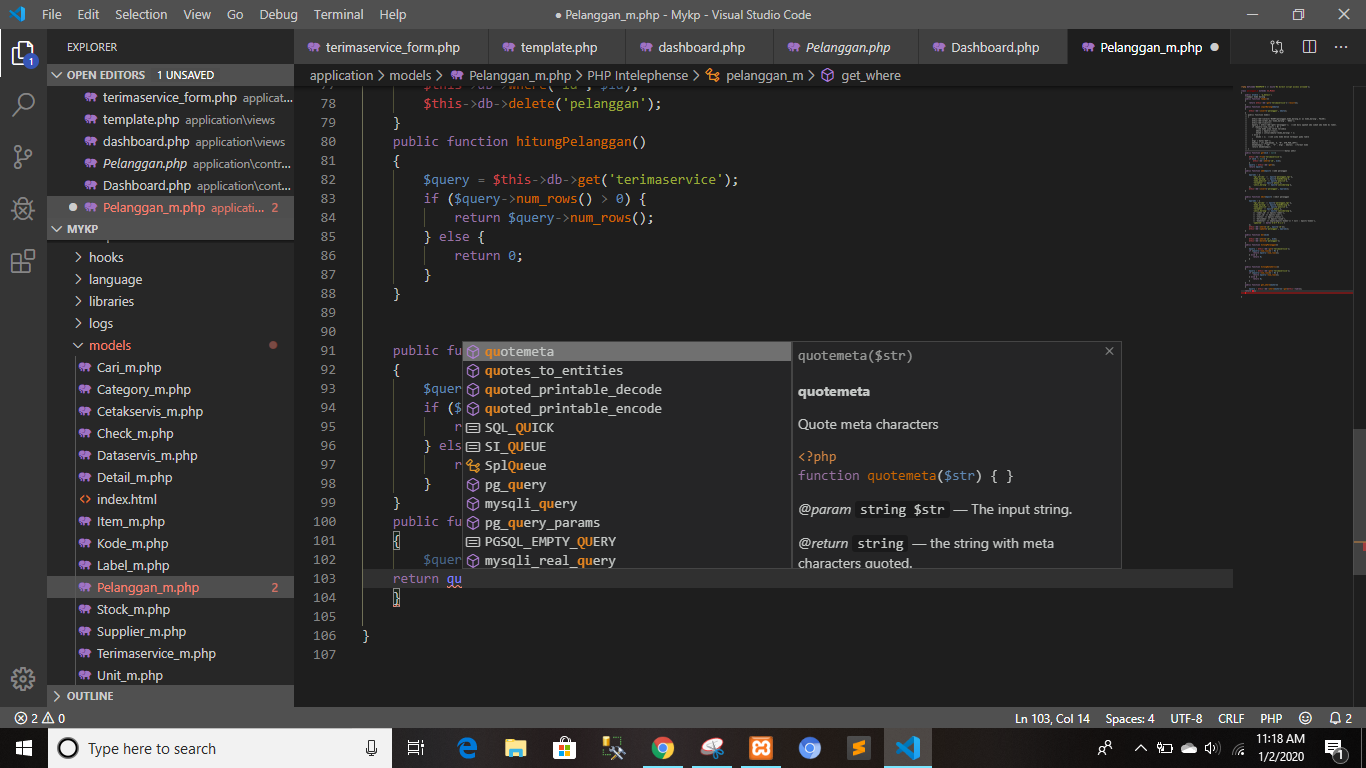 File Edit Selection View Go Debug Terminal Help
● Pelanggan_m.php - Mykp - Visual Studio Code
EXPLORER
terimaservice_form.php template.php dashboard.php Pelanggan.php Dashboard.php Pelanggan_m.php
application > models > Pelanggan_m.php > PHP Intelephense > pelanggan_m > get_where
OPEN EDITORS 1 UNSAVED
terimaservice_form.php applicat...
template.php application\views
dashboard.php application\views
Pelanggan.php application\contr...
Dashboard.php application\cont...
Pelanggan_m.php applicati... 2
MYKP
hooks
language
libraries
logs
models
Cari_m.php
Category_m.php
Cetakservis_m.php
Check_m.php
Dataservis_m.php
Detail_m.php
index.html
Item_m.php
Kode_m.php
Label_m.php
Pelanggan_m.php 2
Stock_m.php
Supplier_m.php
Terimaservice_m.php
Unit_m.php
OUTLINE
77 $this->db->where('id', $id);
78 $this->db->delete('pelanggan');
79 }
80 public function hitungPelanggan()
81 {
82 $query = $this->db->get('terimaservice');
83 if ($query->num_rows() > 0) {
84 return $query->num_rows();
85 } else {
86 return 0;
87 }
88 }
89
90
91 public fu
92 {
93 $quer
94 if ($
95 r
96 } els
97 r
98 }
99 }
100 public fu
101 {
102 $quer
103 return qu
104 }
105
106 }
107
quotemeta
quotes_to_entities
quoted_printable_decode
quoted_printable_encode
SQL_QUICK
SI_QUEUE
SplQueue
pg_query
mysqli_query
pg_query_params
PGSQL_EMPTY_QUERY
mysqli_real_query
quotemeta($str)
quotemeta
Quote meta characters
<?php
function quotemeta($str) { }
@param string $str — The input string.
@return string — the string with meta
characters quoted.
2 0
Ln 103, Col 14 Spaces: 4 UTF-8 CRLF PHP 2
Type here to search
11:18 AM
1/2/2020
1